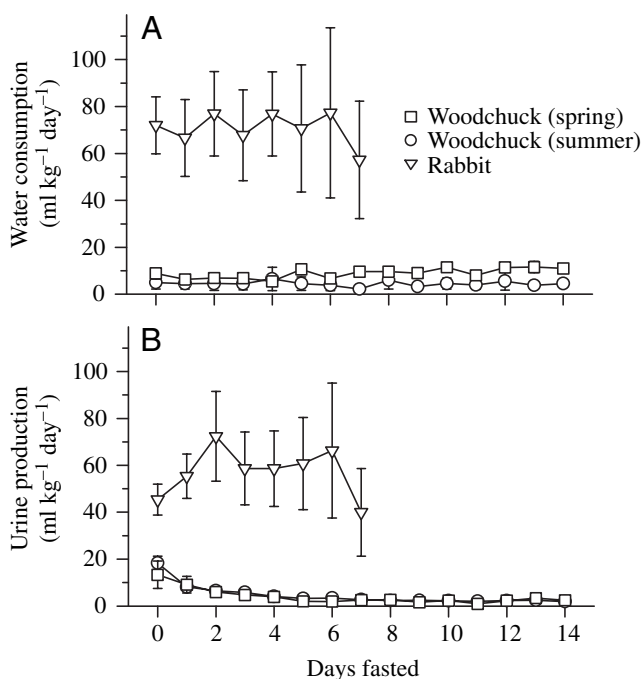 A
100
80
60
40
20
0
Water consumption
(ml kg⁻¹ day⁻¹)
Woodchuck (spring)
Woodchuck (summer)
Rabbit
B
100
80
60
40
20
0
Urine production
(ml kg⁻¹ day⁻¹)
0 2 4 6 8 10 12 14
Days fasted